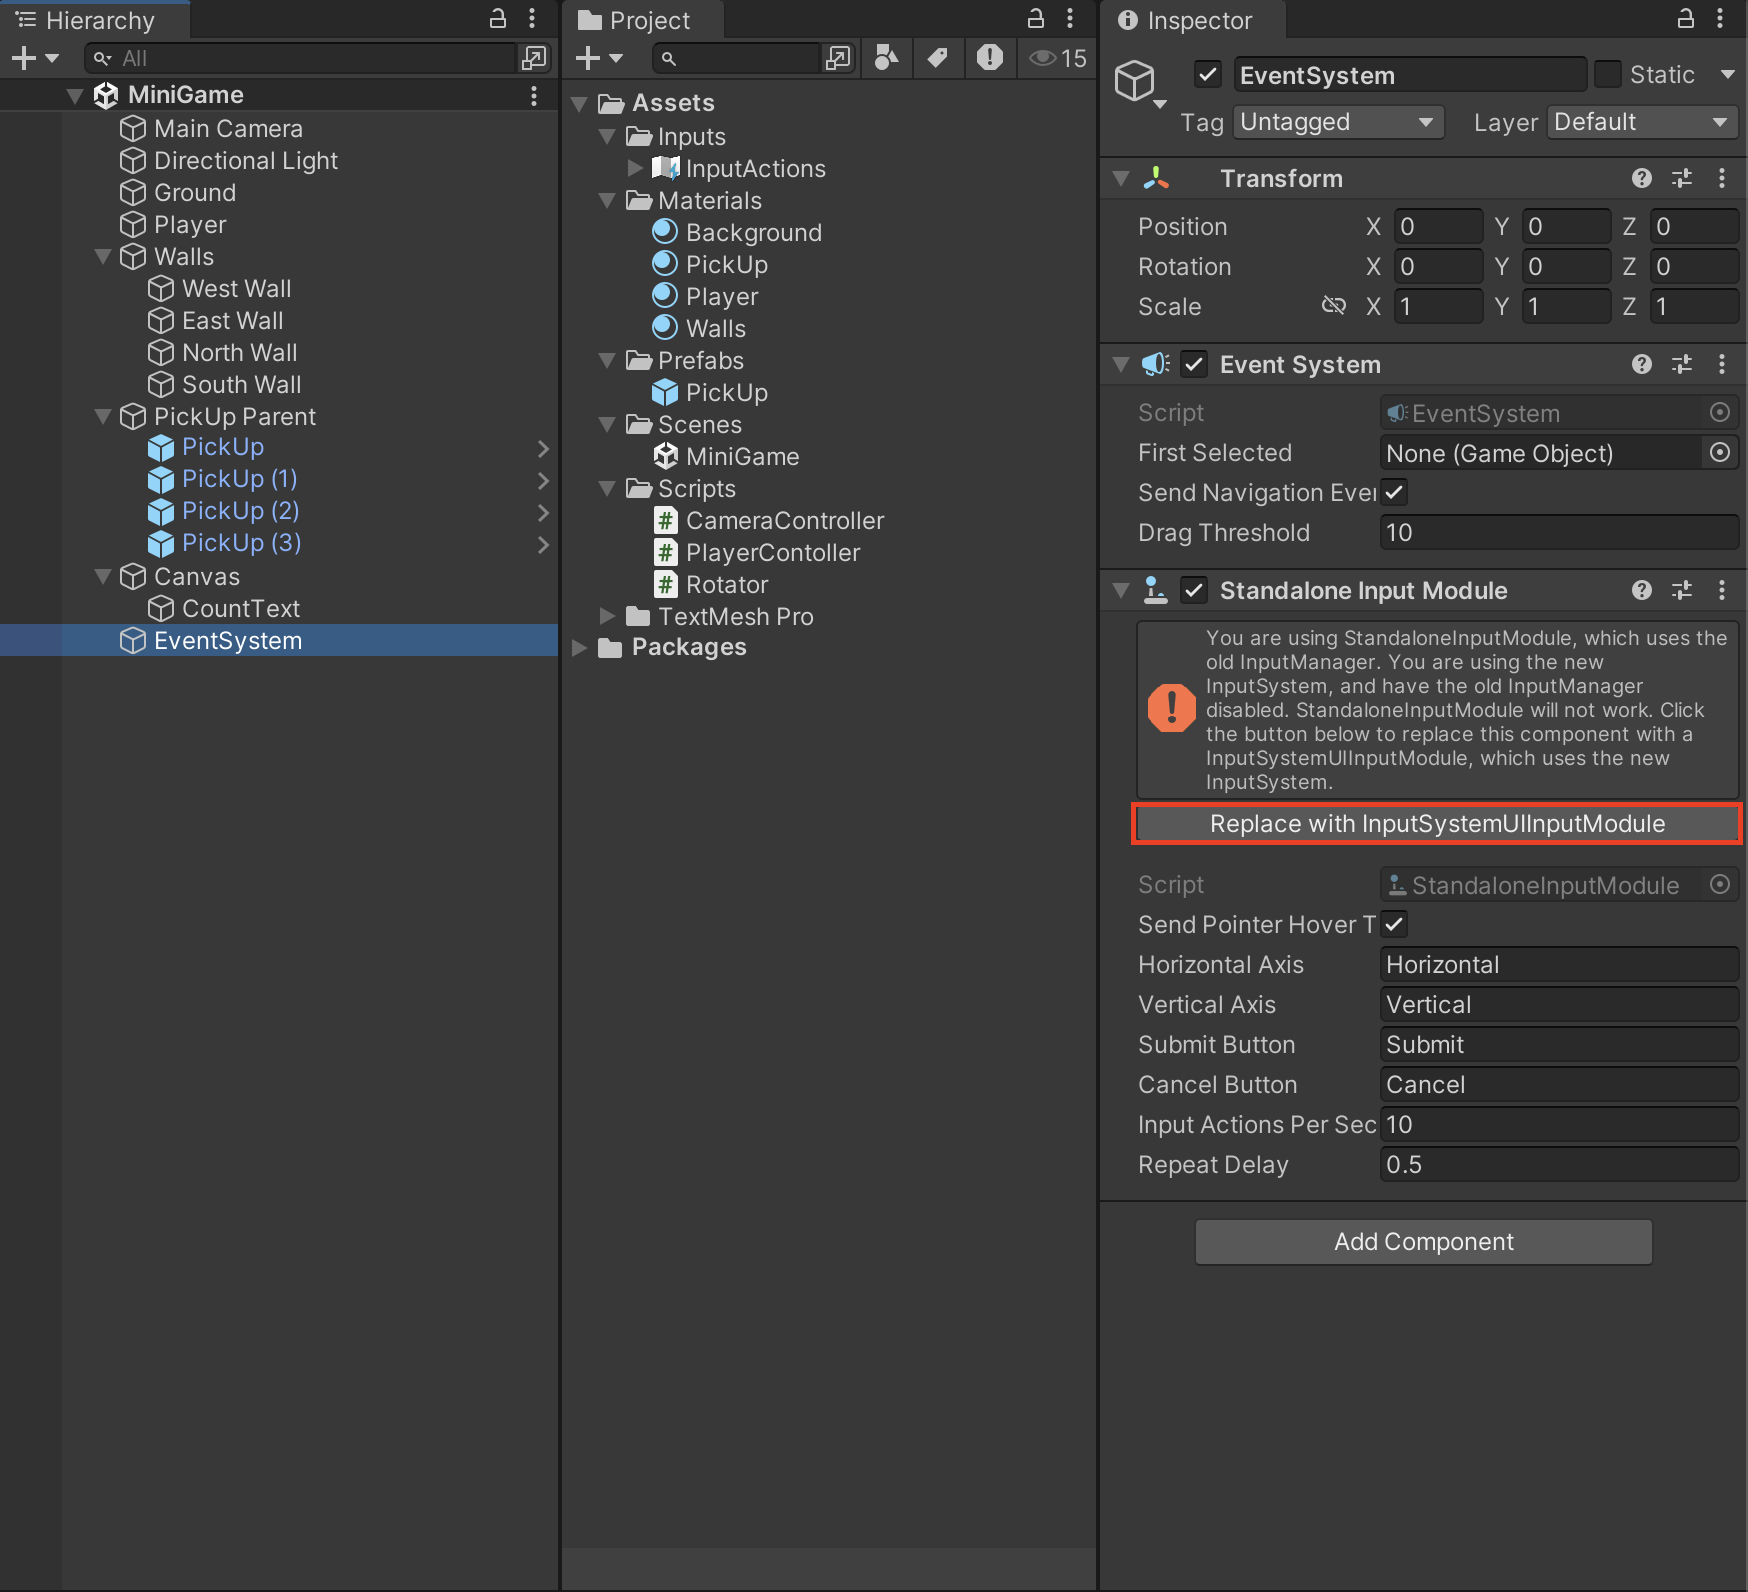 Hierarchy
All
MiniGame
Main Camera
Directional Light
Ground
Player
Walls
West Wall
East Wall
North Wall
South Wall
PickUp Parent
PickUp
PickUp (1)
PickUp (2)
PickUp (3)
Canvas
CountText
EventSystem
Project
15
Assets
Inputs
InputActions
Materials
Background
PickUp
Player
Walls
Prefabs
PickUp
Scenes
MiniGame
Scripts
CameraController
PlayerContoller
Rotator
TextMesh Pro
Packages
Inspector
EventSystem Static
Tag Untagged Layer Default
Transform
Position X 0 Y 0 Z 0
Rotation X 0 Y 0 Z 0
Scale X 1 Y 1 Z 1
Event System
Script EventSystem
First Selected None (Game Object)
Send Navigation Ever
Drag Threshold 10
Standalone Input Module
You are using StandaloneInputModule, which uses the
old InputManager. You are using the new
InputSystem, and have the old InputManager
disabled. StandaloneInputModule will not work. Click
the button below to replace this component with a
InputSystemUIInputModule, which uses the new
InputSystem.
Replace with InputSystemUIInputModule
Script StandaloneInputModule
Send Pointer Hover T
Horizontal Axis Horizontal
Vertical Axis Vertical
Submit Button Submit
Cancel Button Cancel
Input Actions Per Sec 10
Repeat Delay 0.5
Add Component